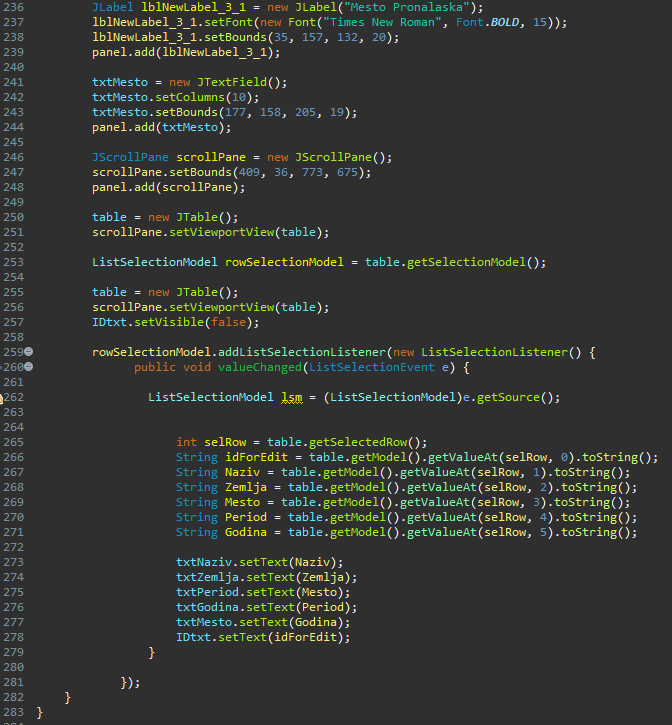 236 JLabel lblNewLabel_3_1 = new JLabel("Mesto Pronalaska");
237 lblNewLabel_3_1.setFont(new Font("Times New Roman", Font.BOLD, 15));
238 lblNewLabel_3_1.setBounds(35, 157, 132, 20);
239 panel.add(lblNewLabel_3_1);
240
241 txtMesto = new JTextField();
242 txtMesto.setColumns(10);
243 txtMesto.setBounds(177, 158, 205, 19);
244 panel.add(txtMesto);
245
246 JScrollPane scrollPane = new JScrollPane();
247 scrollPane.setBounds(409, 36, 773, 675);
248 panel.add(scrollPane);
249
250 table = new JTable();
251 scrollPane.setViewportView(table);
252
253 ListSelectionModel rowSelectionModel = table.getSelectionModel();
254
255 table = new JTable();
256 scrollPane.setViewportView(table);
257 IDtxt.setVisible(false);
258
259 rowSelectionModel.addListSelectionListener(new ListSelectionListener() {
260 public void valueChanged(ListSelectionEvent e) {
261
262 ListSelectionModel lsm = (ListSelectionModel)e.getSource();
263
264
265 int selRow = table.getSelectedRow();
266 String idForEdit = table.getModel().getValueAt(selRow, 0).toString();
267 String Naziv = table.getModel().getValueAt(selRow, 1).toString();
268 String Zemlja = table.getModel().getValueAt(selRow, 2).toString();
269 String Mesto = table.getModel().getValueAt(selRow, 3).toString();
270 String Period = table.getModel().getValueAt(selRow, 4).toString();
271 String Godina = table.getModel().getValueAt(selRow, 5).toString();
272
273 txtNaziv.setText(Naziv);
274 txtZemlja.setText(Zemlja);
275 txtPeriod.setText(Mesto);
276 txtGodina.setText(Period);
277 txtMesto.setText(Godina);
278 IDtxt.setText(idForEdit);
279 }
280
281 });
282 }
283 }